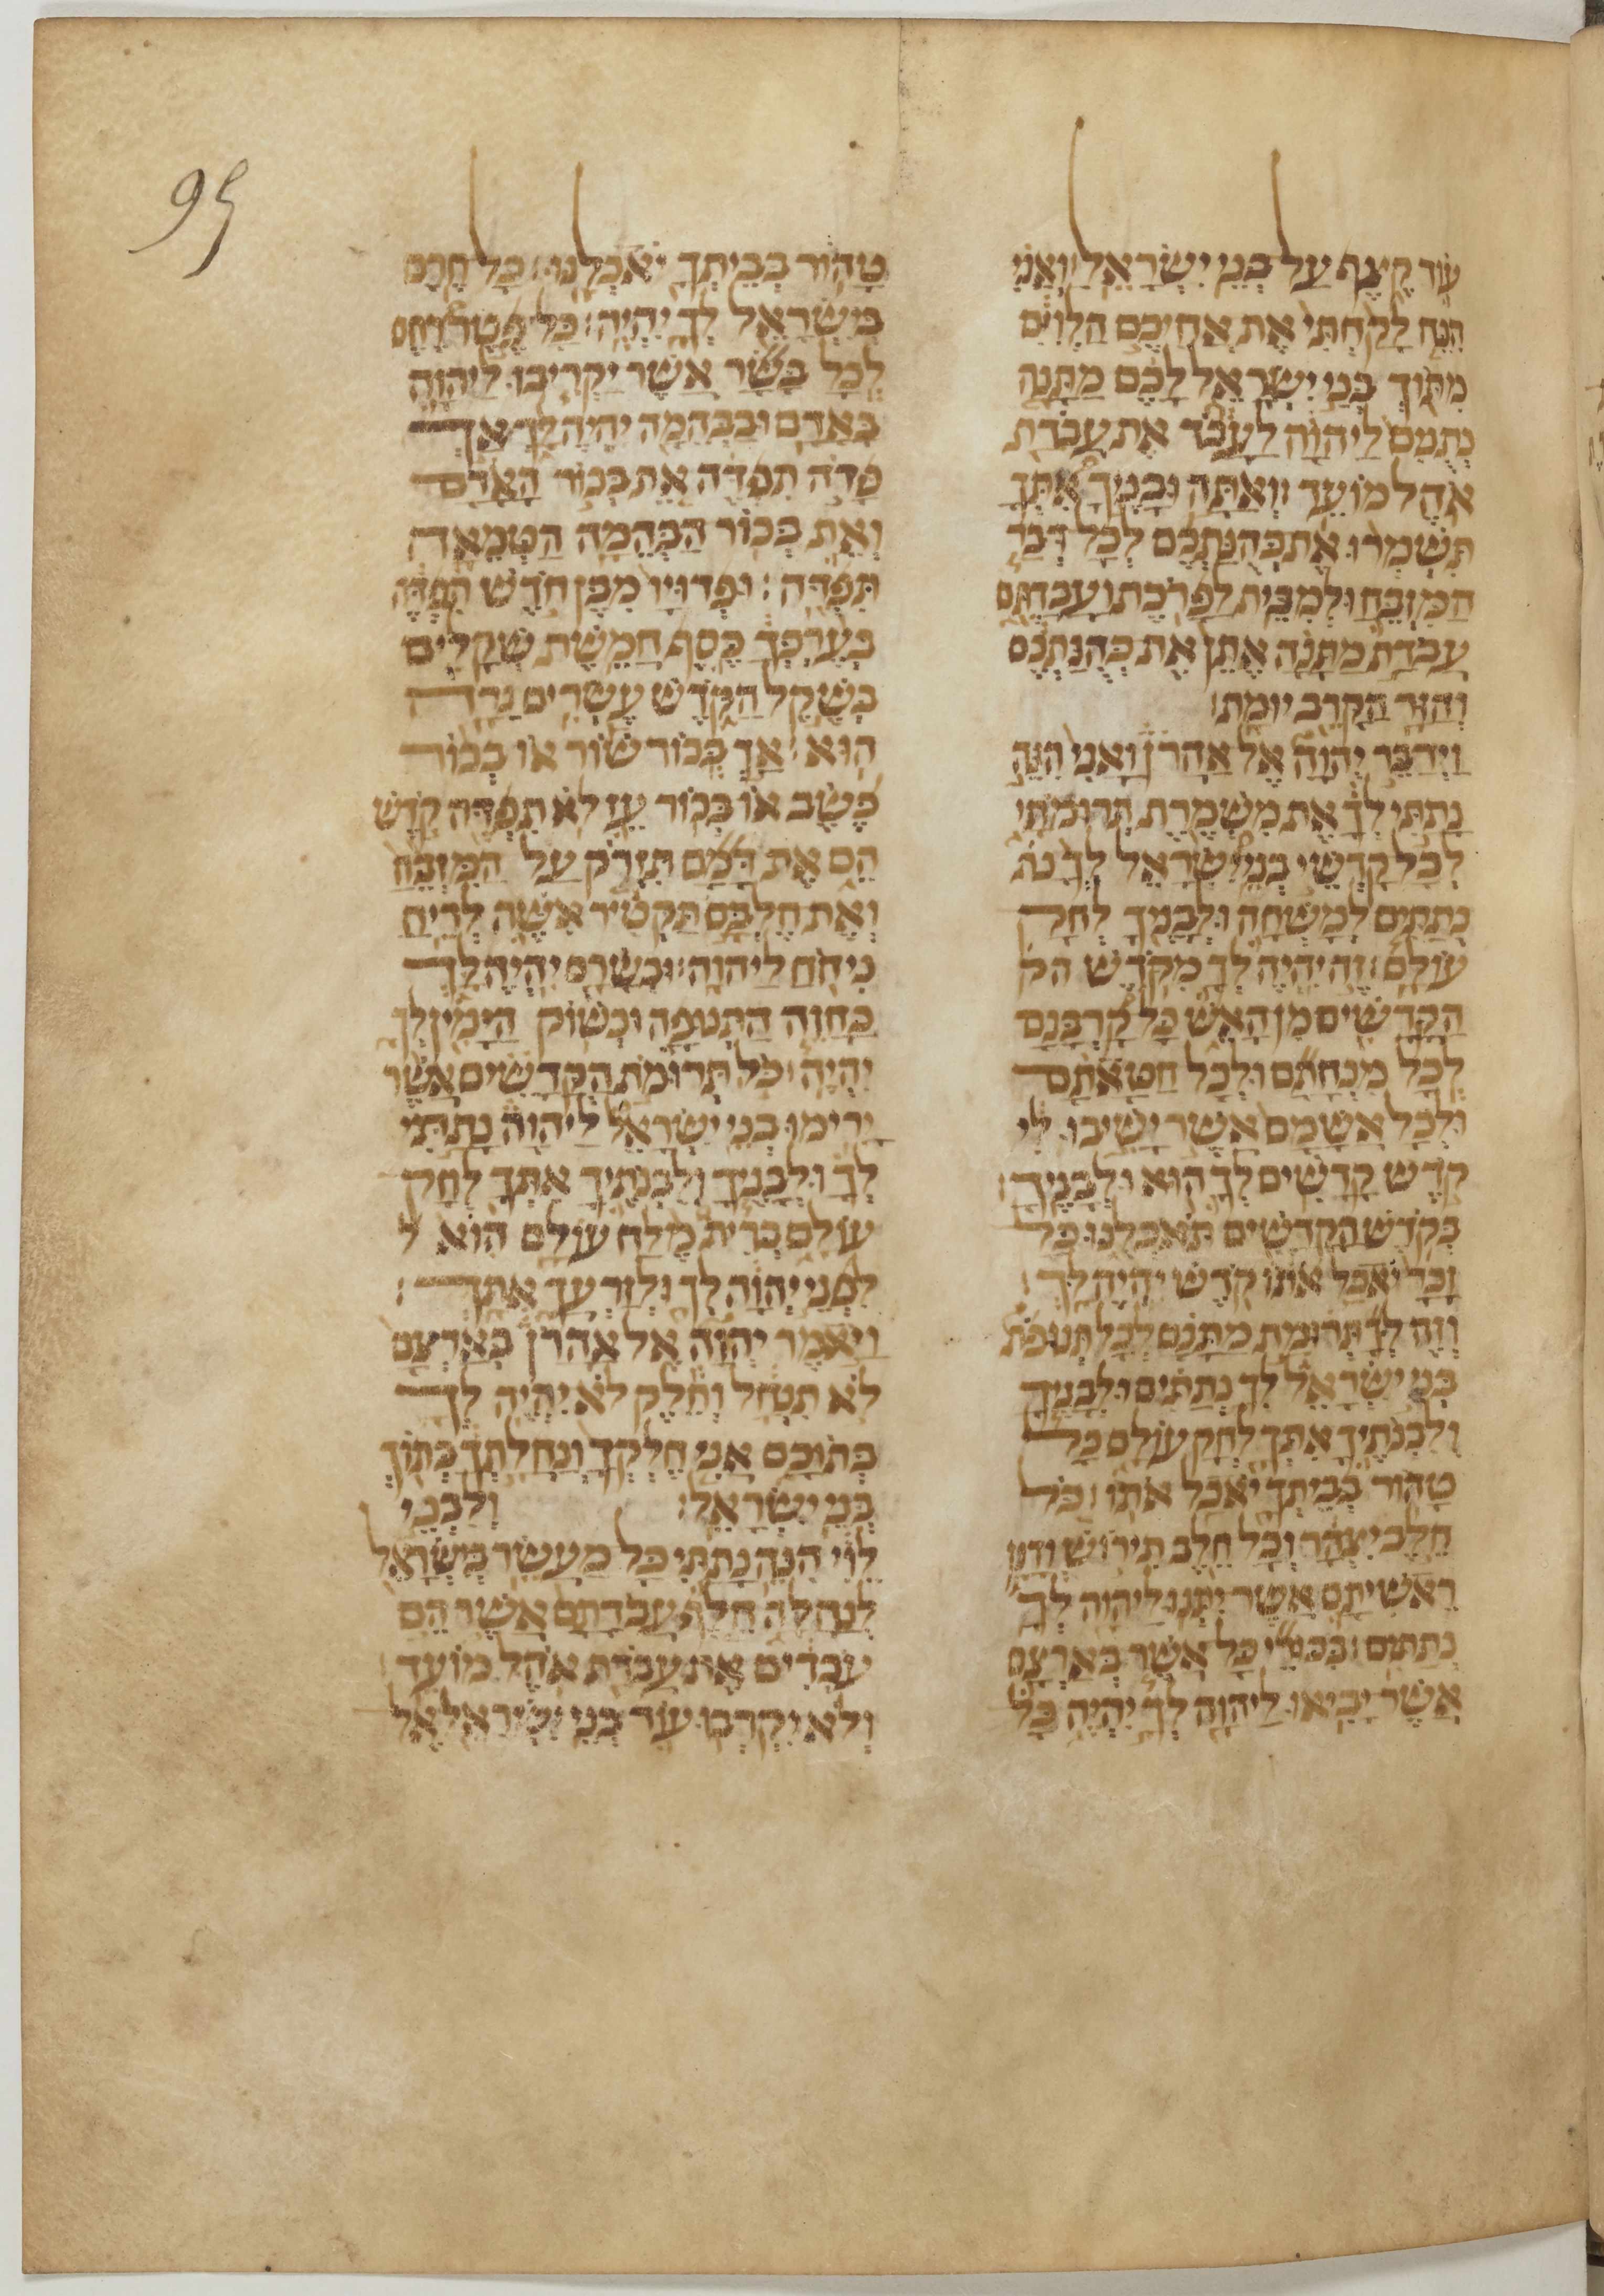 עוד קצף על בני ישראל: ואני
הנה לקחתי את אחיכם הלוים
מתוך בני ישראל לכם מתנה
נתנים ליהוה לעבד את עבדת
אהל מועד: ואתה ובניך אתך
תשמרו את כהנתכם לכל דבר
המזבח ולמבית לפרכת ועבדתם
עבדת מתנה אתן את כהנתכם
והזר הקרב יומת:
וידבר יהוה אל אהרן ואני הנה
נתתי לך את משמרת תרומתי
לכל קדשי בני ישראל לך נת
נתתים למשחה ולבניך לחק
עולם: זה יהיה לך מקדש הק
הקדשים מן האש כל קרבנם
לכל מנחתם ולכל חטאתם
ולכל אשמם אשר ישיבו לי
קדש קדשים לך הוא ולבניך:
בקדש הקדשים תאכלנו כל
זכר יאכל אתו קדש יהיה לך:
וזה לך תרומת מתנם לכל תנופת
בני ישראל לך נתתים ולבניך
ולבנתיך אתך לחק עולם כל
טהור בביתך יאכל אתו: כל
חלב יצהר וכל חלב תירוש ודגן
ראשיתם אשר יתנו ליהוה לך
נתתים: בכורי כל אשר בארצם
אשר יביאו ליהוה לך יהיה כל
טהור בביתך יאכלנו: כל חרם
בישראל לך יהיה: כל פטר רחם
לכל בשר אשר יקריבו ליהוה
באדם ובבהמה יהיה לך אך
פדה תפדה את בכור האדם
ואת בכור הבהמה הטמאה
תפדה: ופדויו מבן חדש תפדה
בערכך כסף חמשת שקלים
בשקל הקדש עשרים גרה
הוא: אך בכור שור או בכור
כשב או בכור עז לא תפדה קדש
הם את דמם תזרק על המזבח
ואת חלבם תקטיר אשה לריח
ניחח ליהוה: ובשרם יהיה לך
כחזה התנופה וכשוק הימין לך
יהיה: כל תרומת הקדשים אשר
ירימו בני ישראל ליהוה נתתי
לך ולבניך ולבנתיך אתך לחק
עולם ברית מלח עולם הוא ל
לפני יהוה לך ולזרעך אתך:
ויאמר יהוה אל אהרן בארצם
לא תנחל וחלק לא יהיה לך
בתוכם אני חלקך ונחלתך בתוך
בני ישראל: ולבני
לוי הנה נתתי כל מעשר בישראל
לנחלה חלף עבדתם אשר הם
עבדים את עבדת אהל מועד:
ולא יקרבו עוד בני ישראל אל
95